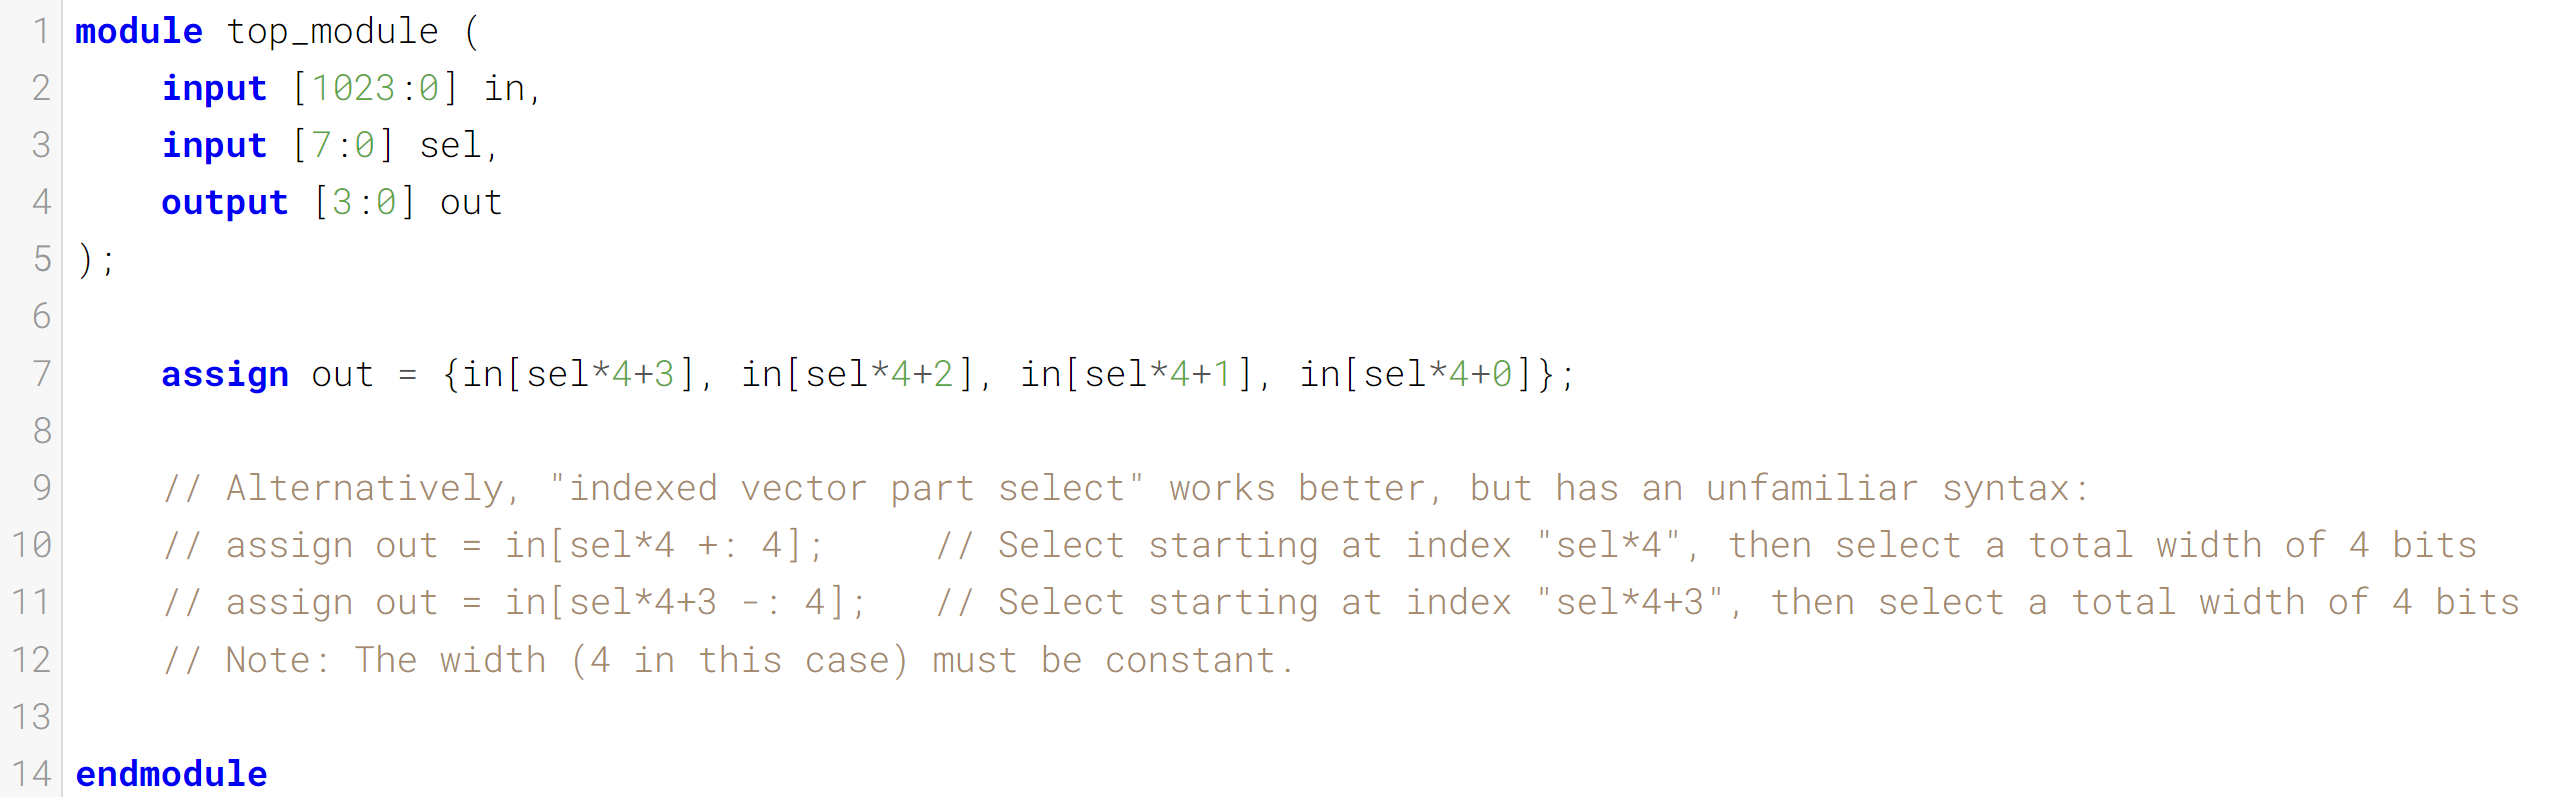 1 module top_module (
2     input [1023:0] in,
3     input [7:0] sel,
4     output [3:0] out
5 );
6
7     assign out = {in[sel*4+3], in[sel*4+2], in[sel*4+1], in[sel*4+0]};
8
9     // Alternatively, "indexed vector part select" works better, but has an unfamiliar syntax:
10     // assign out = in[sel*4 +: 4];     // Select starting at index "sel*4", then select a total width of 4 bits
11     // assign out = in[sel*4+3 -: 4];   // Select starting at index "sel*4+3", then select a total width of 4 bits
12     // Note: The width (4 in this case) must be constant.
13
14 endmodule